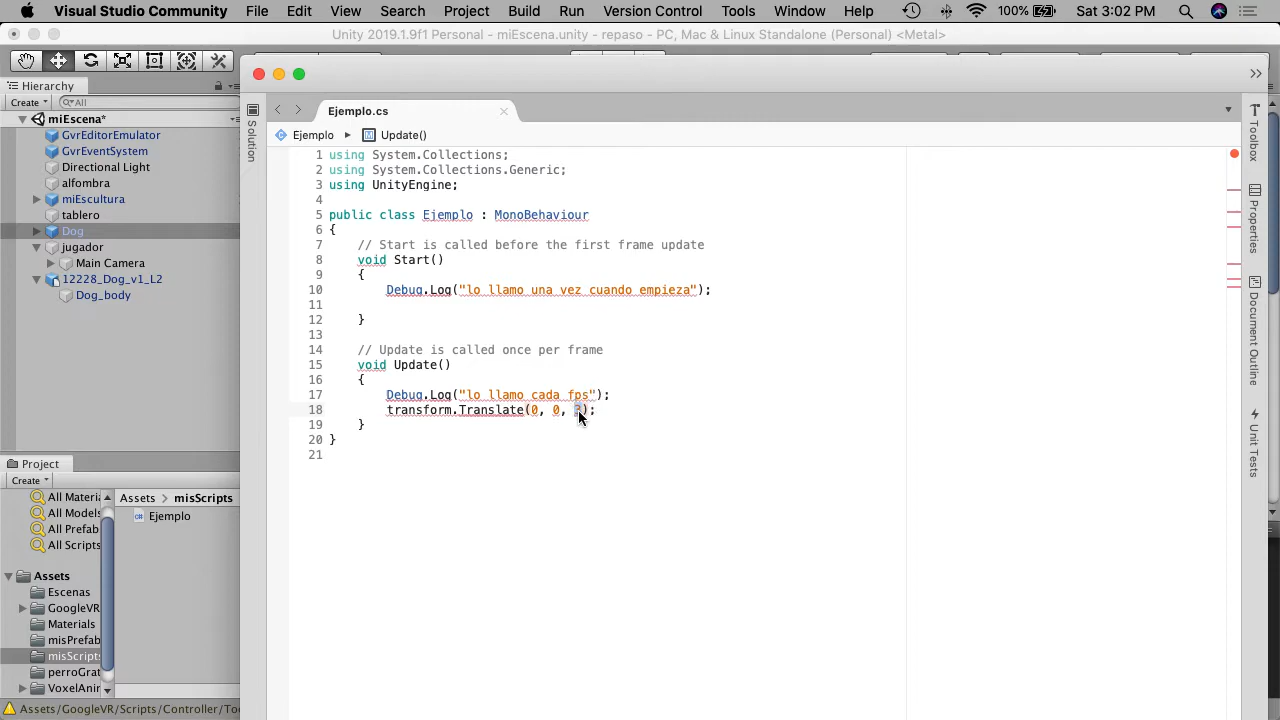 Visual Studio Community File Edit View Search Project Build Run Version Control Tools Window Help 100% Sat 3:02 PM
Unity 2019.1.9f1 Personal - miEscena.unity - repaso - PC, Mac & Linux Standalone (Personal) <Metal>
Hierarchy
Create All
miEscena*
GvrEditorEmulator
GvrEventSystem
Directional Light
alfombra
miEscultura
tablero
Dog
jugador
Main Camera
12228_Dog_v1_L2
Dog_body
Project
Create
All Materia
All Models
All Prefab
All Scripts
Assets
Escenas
GoogleVR
Materials
misPrefab
misScripts
perroGrat
VoxelAnir
Assets > misScripts
Ejemplo
Assets/GoogleVR/Scripts/Controller/Too
Solution
Ejemplo.cs
Ejemplo Update()
1 using System.Collections;
2 using System.Collections.Generic;
3 using UnityEngine;
4
5 public class Ejemplo : MonoBehaviour
6 {
7 // Start is called before the first frame update
8 void Start()
9 {
10 Debug.Log("lo llamo una vez cuando empieza");
11
12 }
13
14 // Update is called once per frame
15 void Update()
16 {
17 Debug.Log("lo llamo cada fps");
18 transform.Translate(0, 0, );
19 }
20 }
21
Toolbox
Properties
Document Outline
Unit Tests